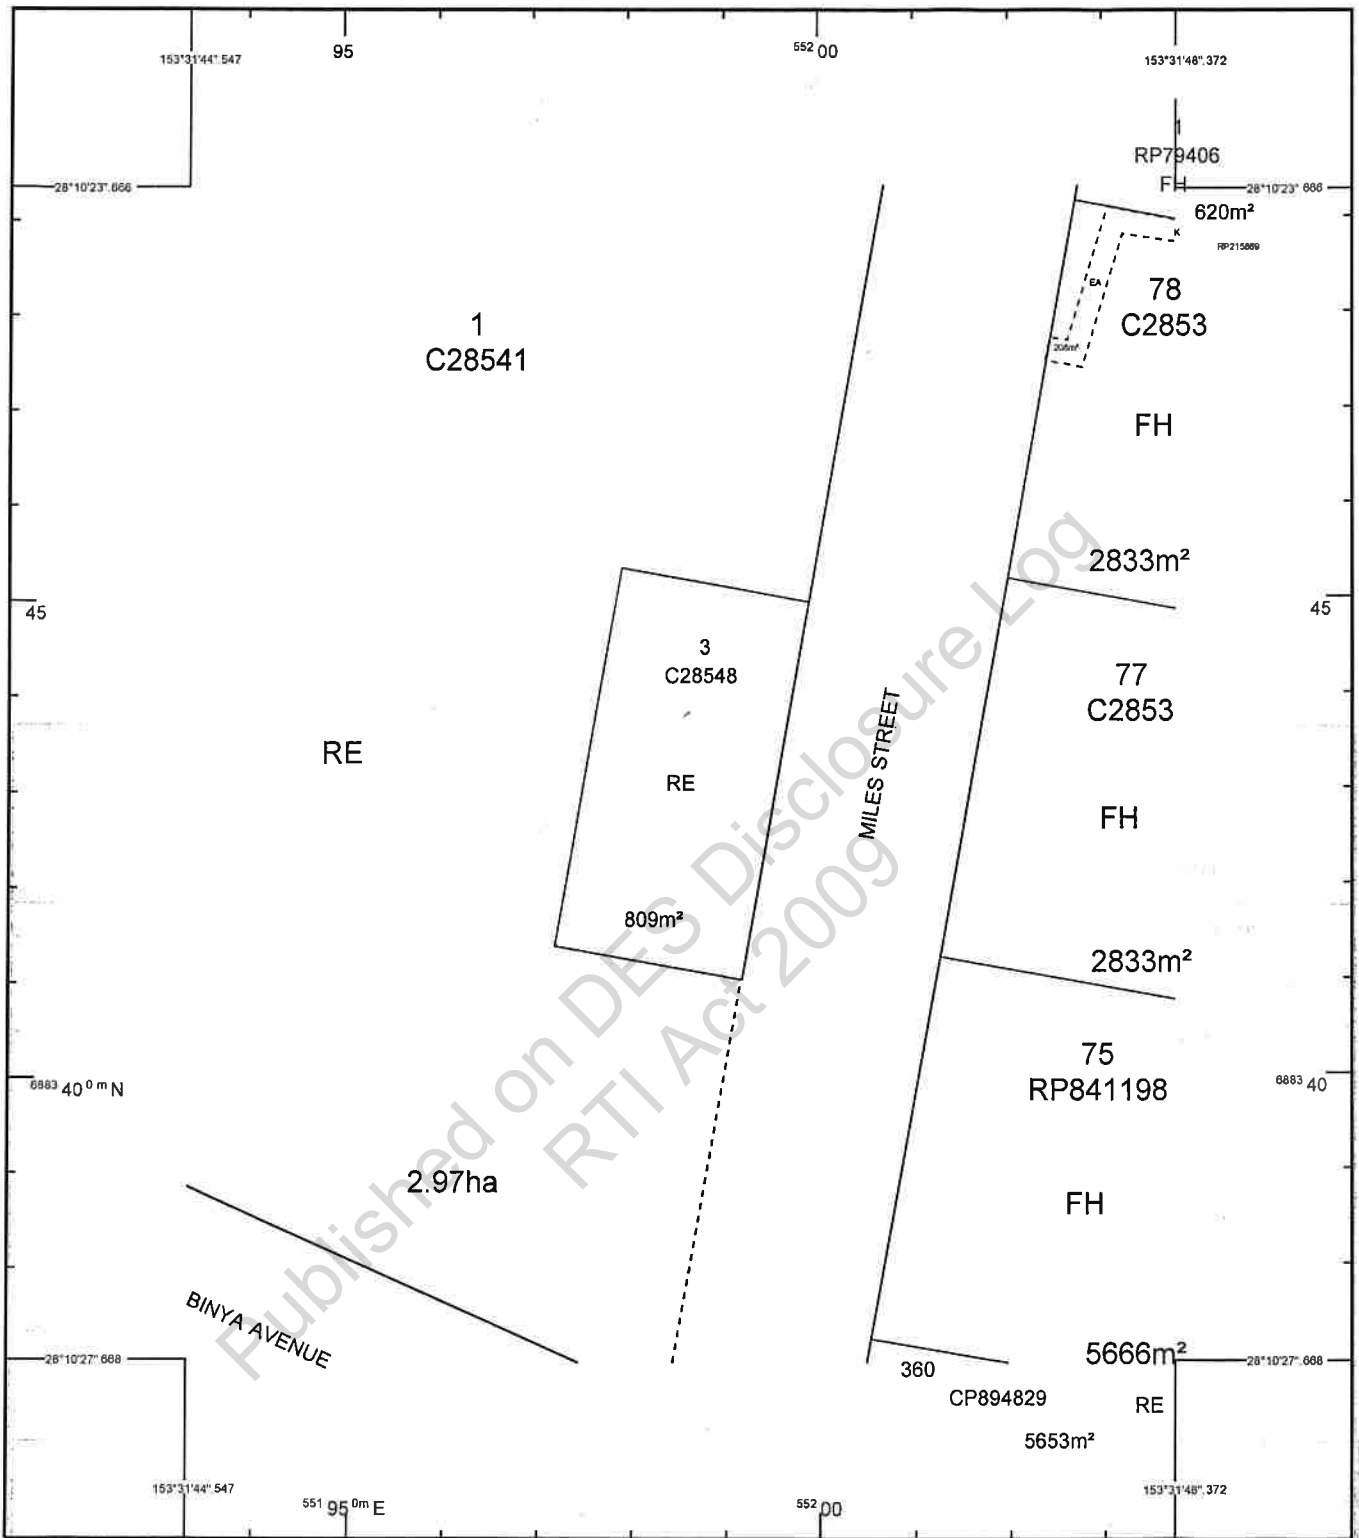 95
552 00
153°31'44".547
153°31'48".372
1
RP79406
FH
28°10'23".666
28°10'23".666
620m²
K
RP215869
EA
78
C2853
1
C28541
FH
2833m²
45
45
3
C28548
77
C2853
MILES STREET
RE
RE
FH
809m²
2833m²
75
RP841198
6883 40 0 m N
6883 40
2.97ha
FH
BINYA AVENUE
5666m²
28°10'27".668
28°10'27".668
360
CP894829
RE
5653m²
153°31'44".547
153°31'48".372
551 95 0m E
552 00
Published on DES Disclosure Log
RTI Act 2009